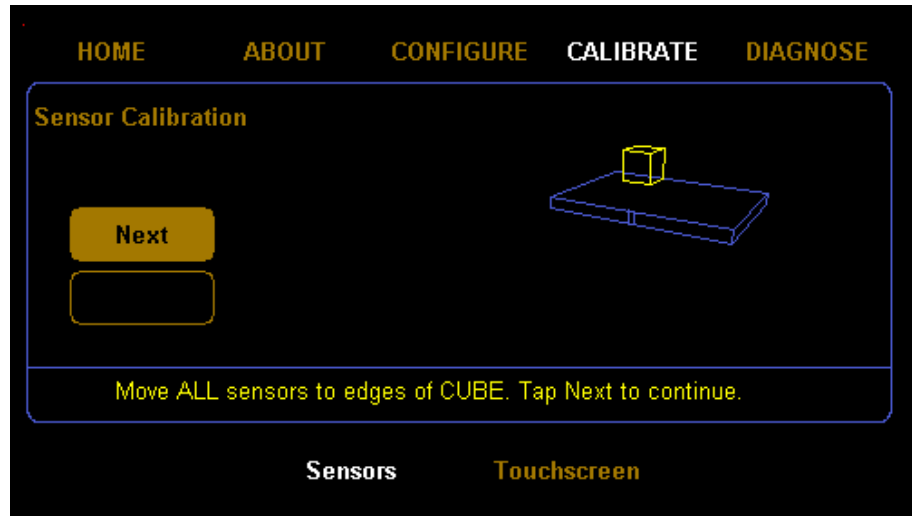 HOME ABOUT CONFIGURE CALIBRATE DIAGNOSE
Sensor Calibration
Next
Move ALL sensors to edges of CUBE. Tap Next to continue.
Sensors Touchscreen